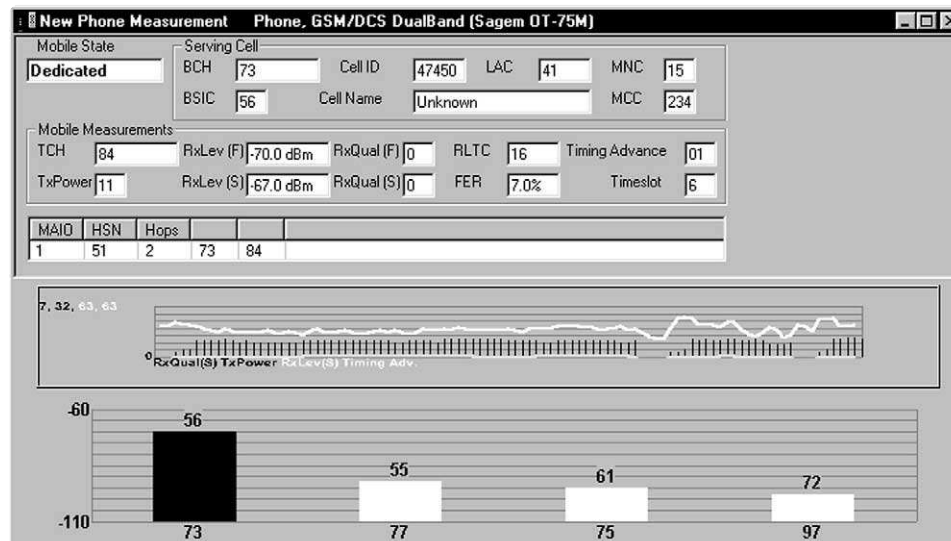 New Phone Measurement Phone, GSM/DCS DualBand (Sagem OT-75M)
Mobile State
Dedicated
Serving Cell
BCH 73 Cell ID 47450 LAC 41 MNC 15
BSIC 56 Cell Name Unknown MCC 234
Mobile Measurements
TCH 84 RxLev (F) -70.0 dBm RxQual (F) 0 RLTC 16 Timing Advance 01
TxPower 11 RxLev (S) -67.0 dBm RxQual (S) 0 FER 7.0% Timeslot 6
MAIO HSN Hops
1 51 2 73 84
7, 32, 63, 63
0
RxQual(S) TxPower RxLev(S) Timing Adv.
-60
56
55
61
72
-110
73 77 75 97